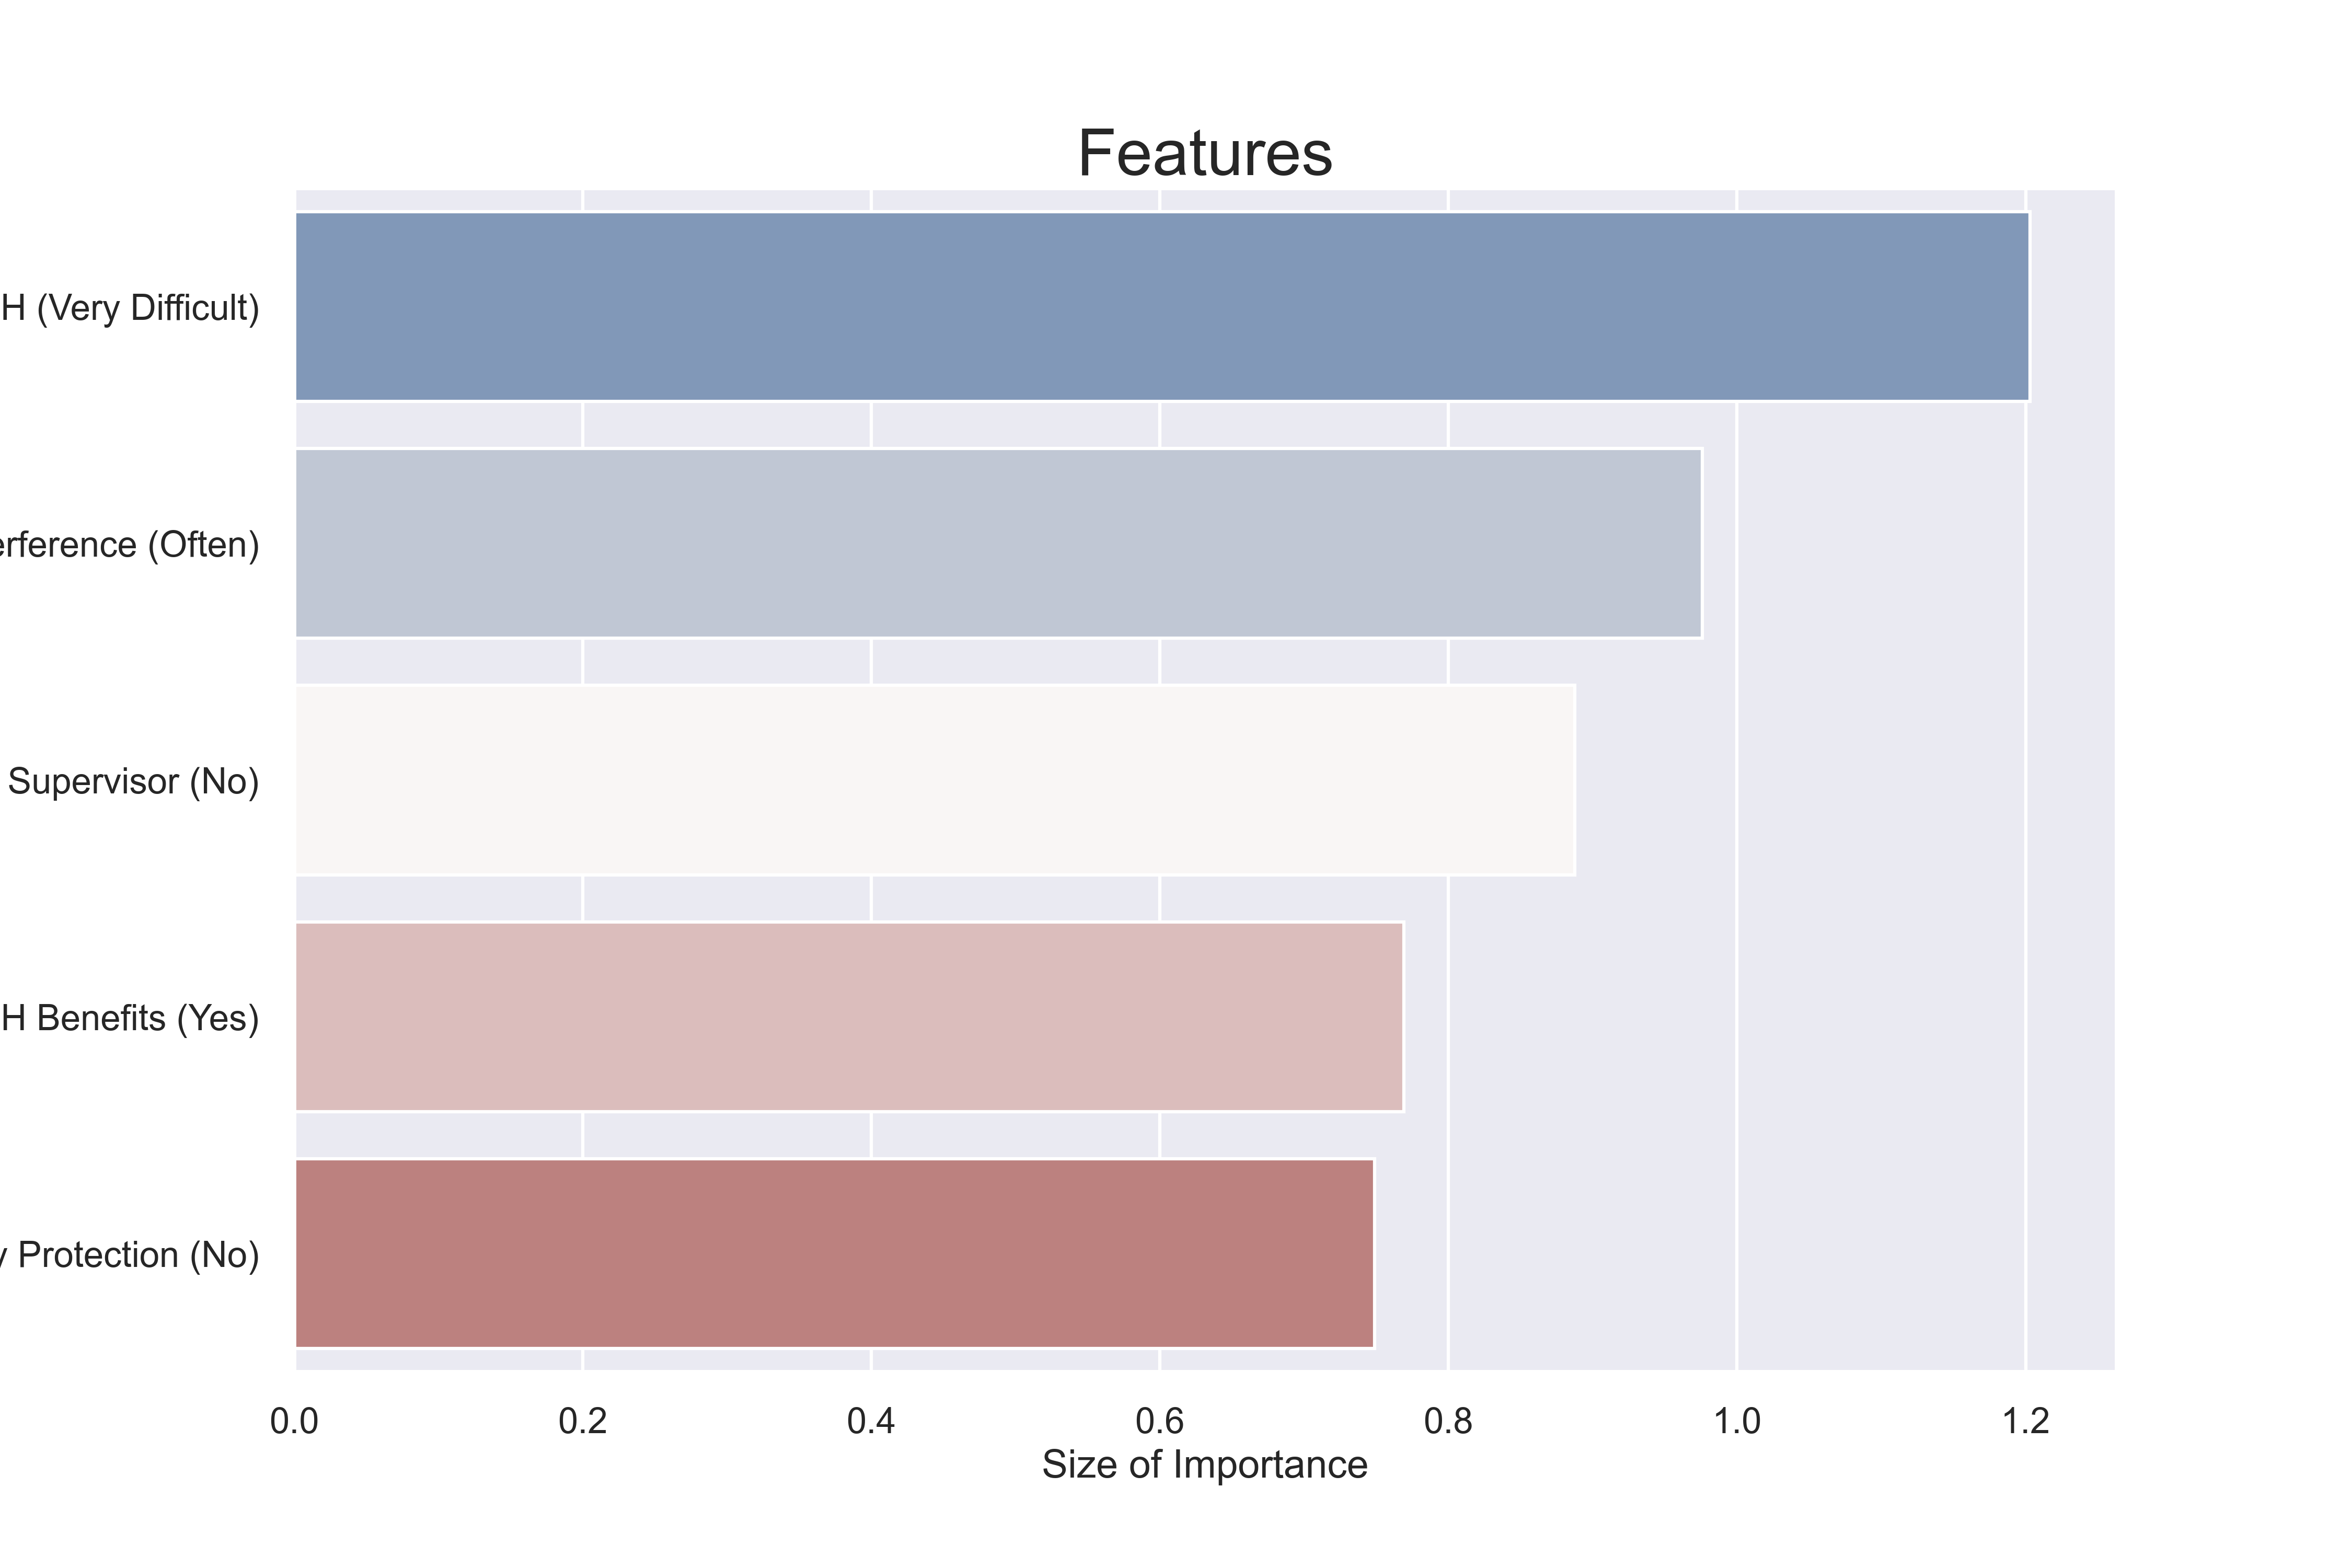 Features
H (Very Difficult)
erference (Often)
Supervisor (No)
H Benefits (Yes)
y Protection (No)
0.0 0.2 0.4 0.6 0.8 1.0 1.2
Size of Importance